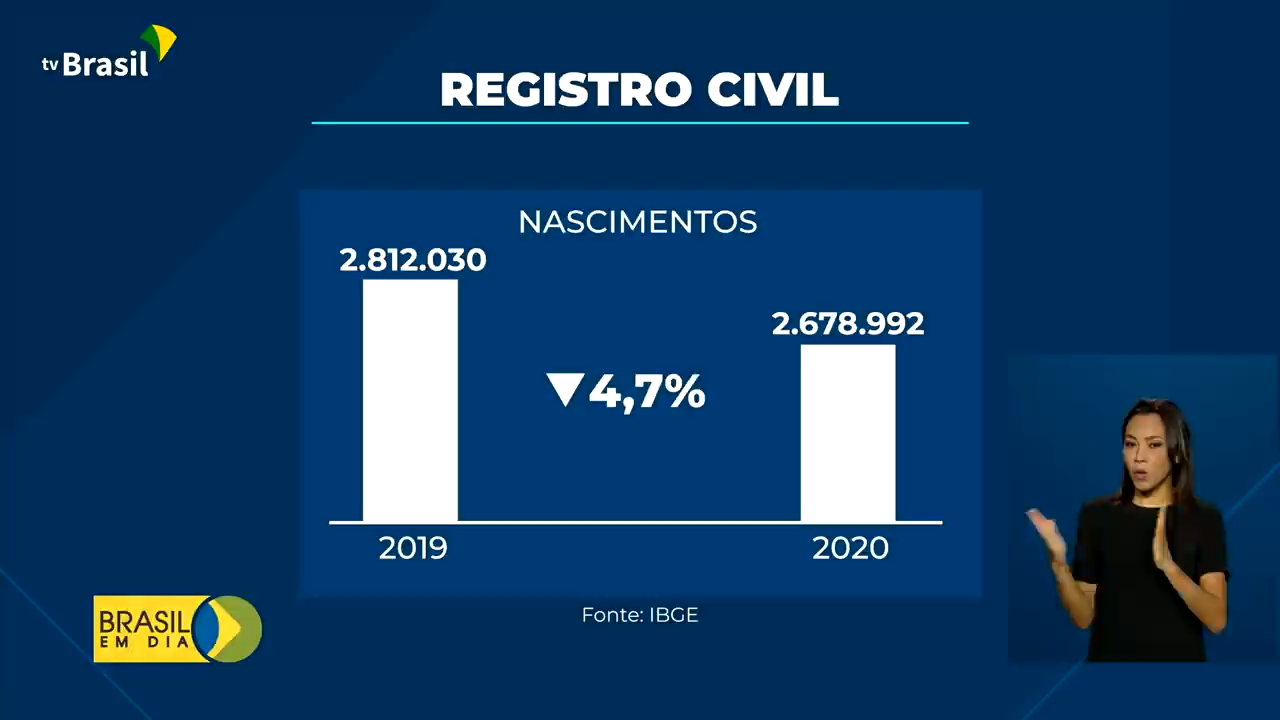 tv Brasil
REGISTRO CIVIL
NASCIMENTOS
2.812.030
2.678.992
▼4,7%
2019
2020
Fonte: IBGE
BRASIL
EM DIA